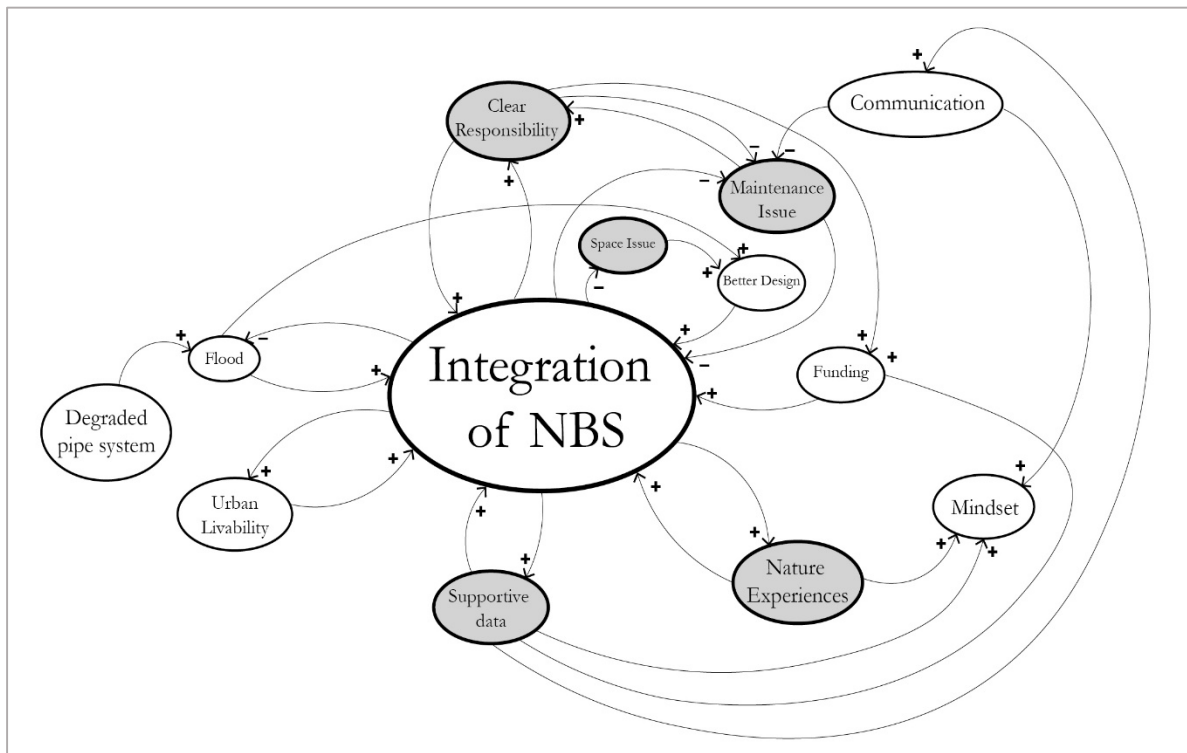 +
Communication
Clear
Responsibility
+
−
−
+
−
Maintenance
Issue
Space Issue
+
+
Better Design
−
+
−
+
+
−
Flood
+
+
−
+
+
Funding
+
Integration
of NBS
Degraded
pipe system
+
+
Urban
Livability
+
+
+
Mindset
+
+
+
+
Nature
Experiences
Supportive
data